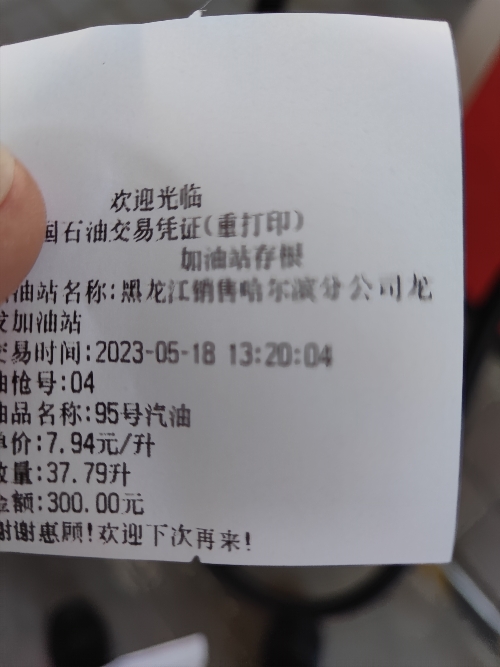 欢迎光临
国石油交易凭证(重打印)
加油站存根
油站名称:黑龙江销售哈尔滨分公司龙
发加油站
交易时间:2023-05-18 13:20:04
油枪号:04
油品名称:95号汽油
单价:7.94元/升
数量:37.79升
金额:300.00元
谢谢惠顾!欢迎下次再来!